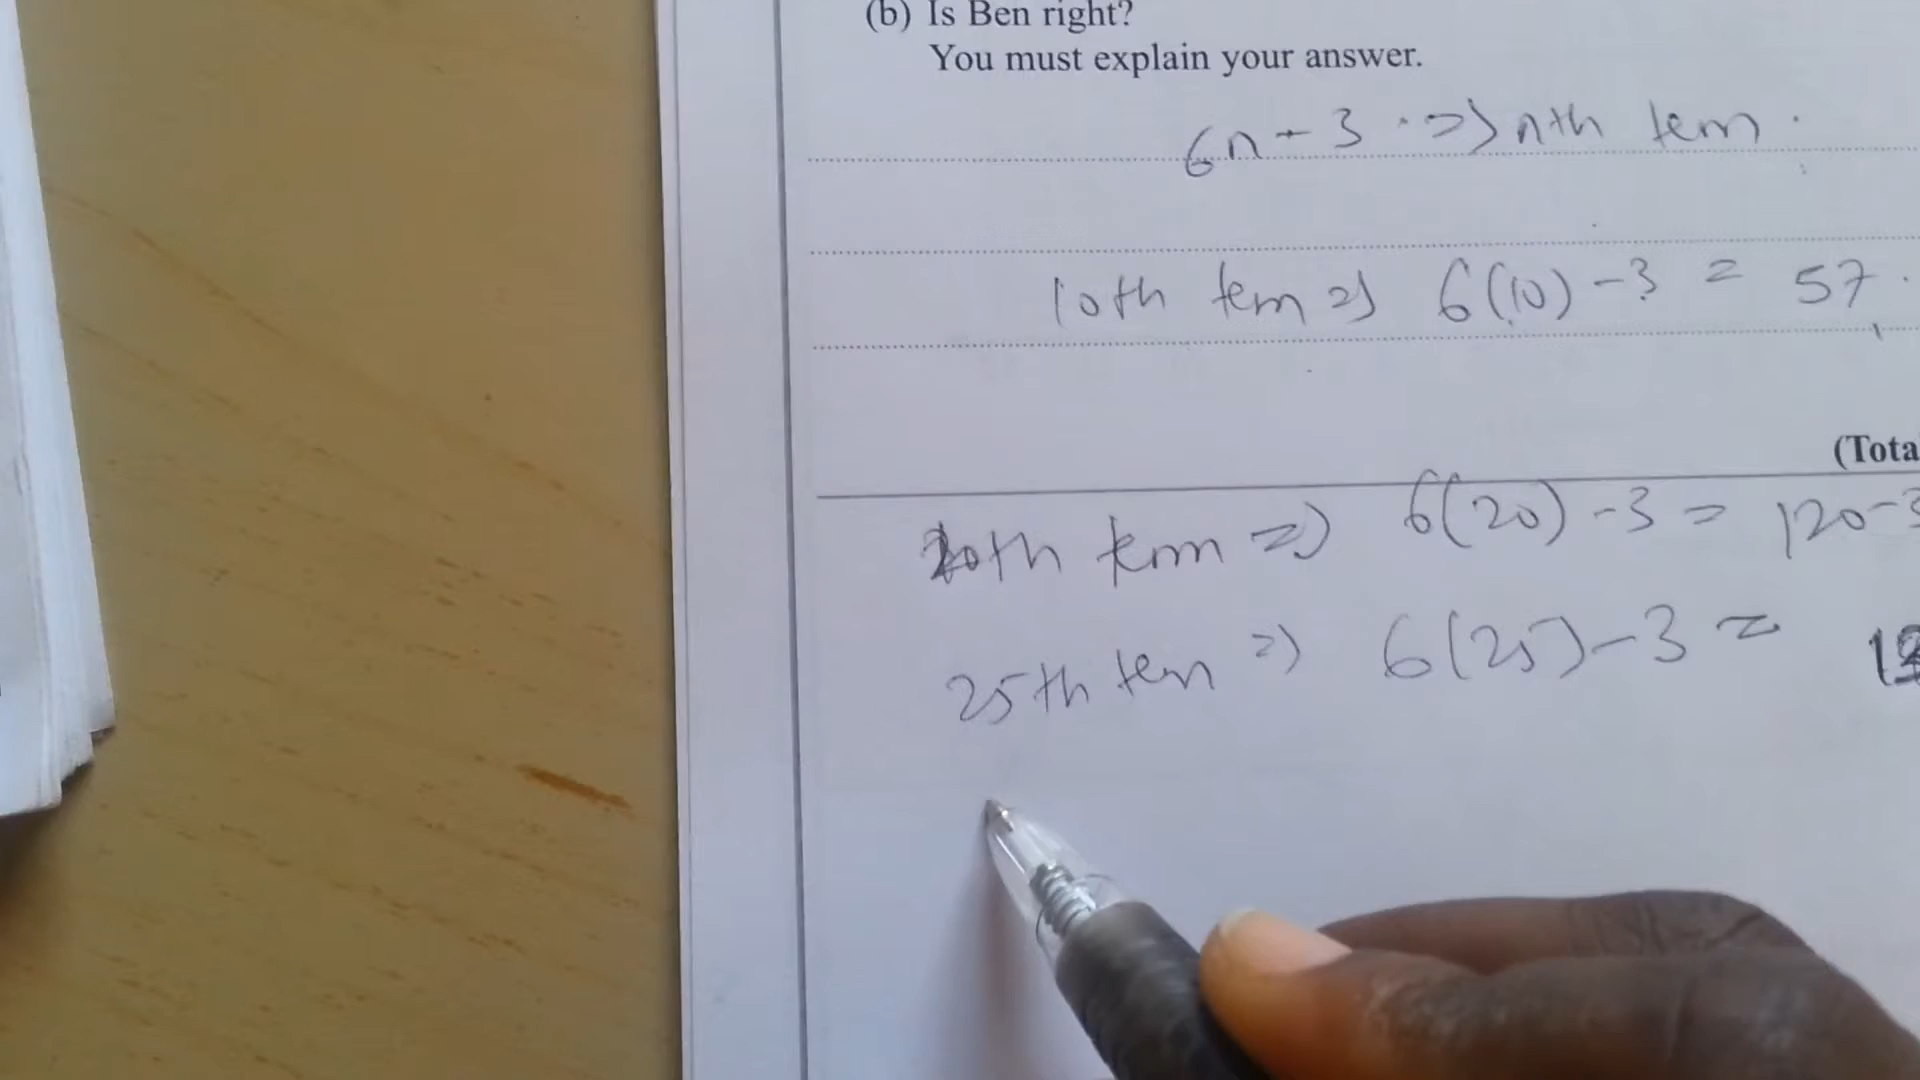 (b) Is Ben right?
You must explain your answer.
6n - 3 => nth term.
10th term => 6(10) - 3 = 57.
(Tota
20th term => 6(20) - 3 = 120-3
25th term => 6(25) - 3 =